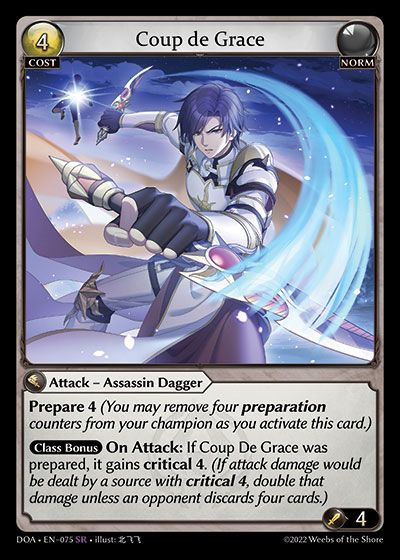 4
Coup de Grace
COST
NORM
Attack – Assassin Dagger
Prepare 4 (You may remove four preparation
counters from your champion as you activate this card.)
Class Bonus On Attack: If Coup De Grace was
prepared, it gains critical 4. (If attack damage would
be dealt by a source with critical 4, double that
damage unless an opponent discards four cards.)
4
DOA • EN-075 SR • illust: 北飞飞
©2022 Weebs of the Shore